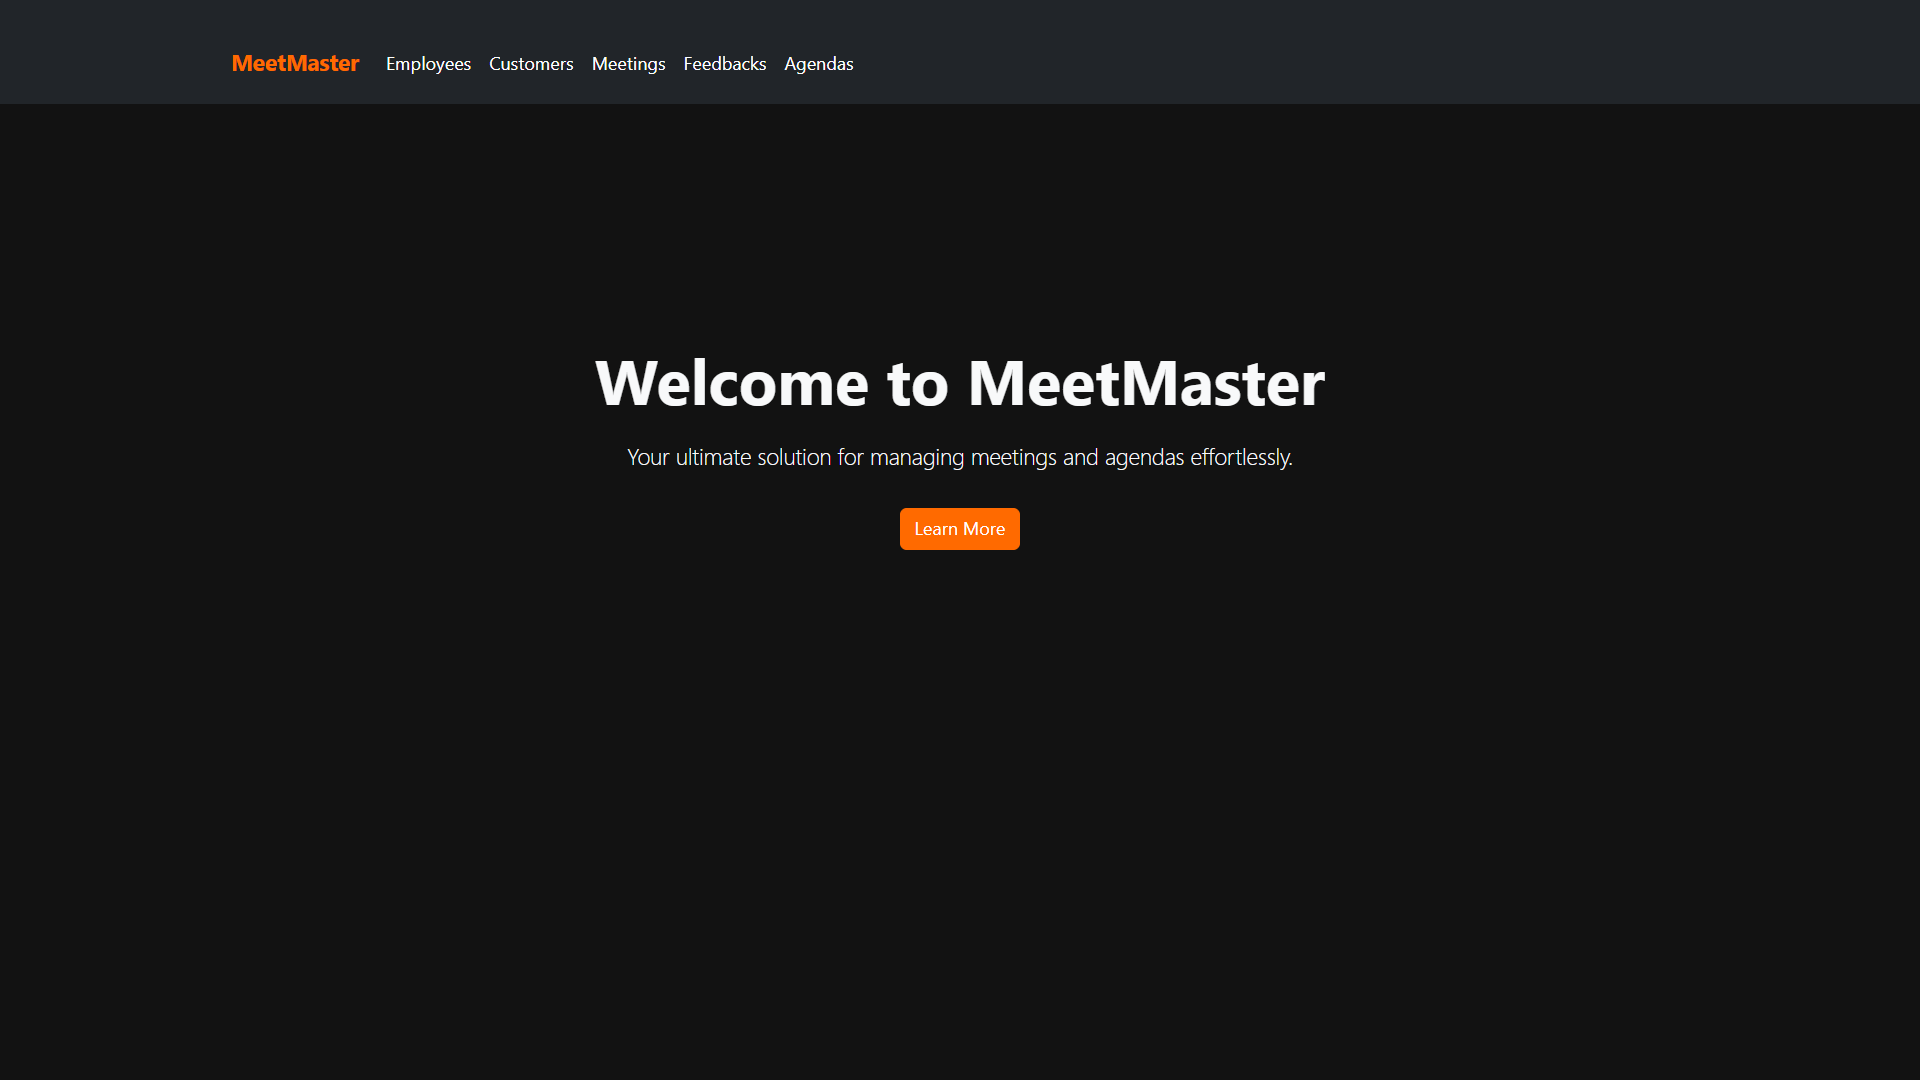 MeetMaster Employees Customers Meetings Feedbacks Agendas
Welcome to MeetMaster
Your ultimate solution for managing meetings and agendas effortlessly.
Learn More